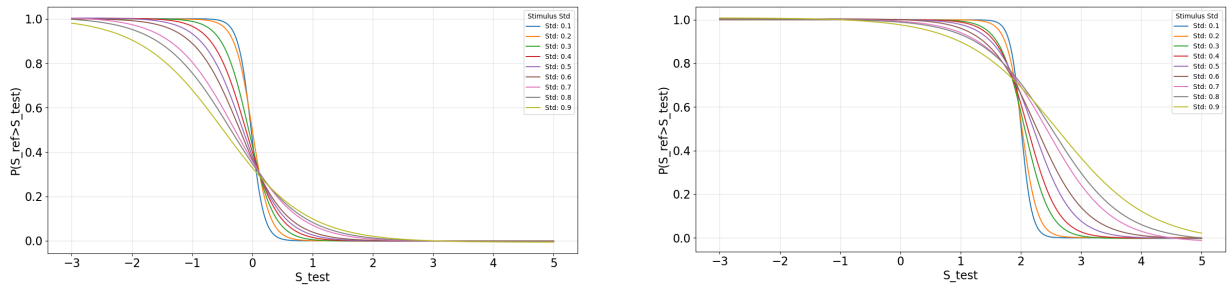 Stimulus Std
Std: 0.1
Std: 0.2
Std: 0.3
Std: 0.4
Std: 0.5
Std: 0.6
Std: 0.7
Std: 0.8
Std: 0.9
P(S_ref>S_test)
1.0
0.8
0.6
0.4
0.2
0.0
−3 −2 −1 0 1 2 3 4 5
S_test
Stimulus Std
Std: 0.1
Std: 0.2
Std: 0.3
Std: 0.4
Std: 0.5
Std: 0.6
Std: 0.7
Std: 0.8
Std: 0.9
P(S_ref>S_test)
1.0
0.8
0.6
0.4
0.2
0.0
−3 −2 −1 0 1 2 3 4 5
S_test